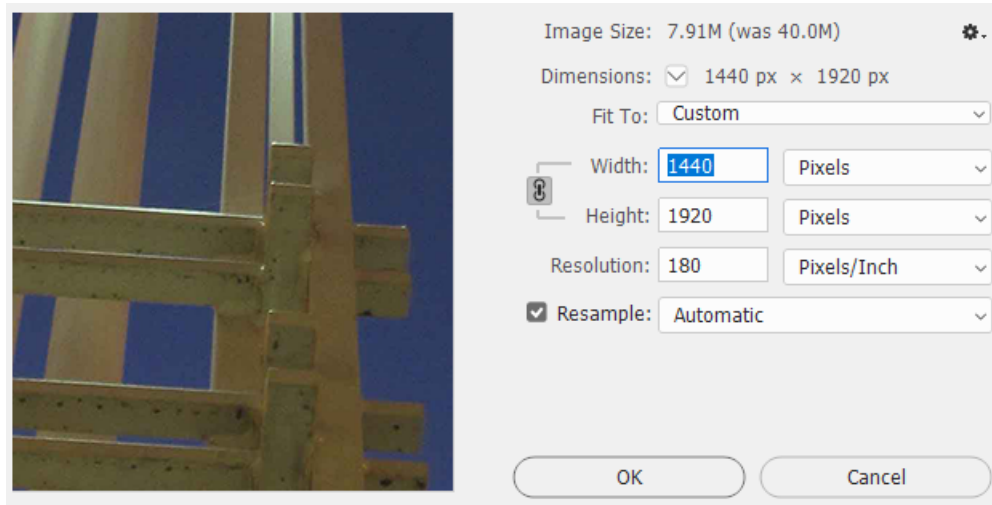 Image Size: 7.91M (was 40.0M)
Dimensions: 1440 px × 1920 px
Fit To: Custom
Width: 1440 Pixels
Height: 1920 Pixels
Resolution: 180 Pixels/Inch
Resample: Automatic
OK Cancel